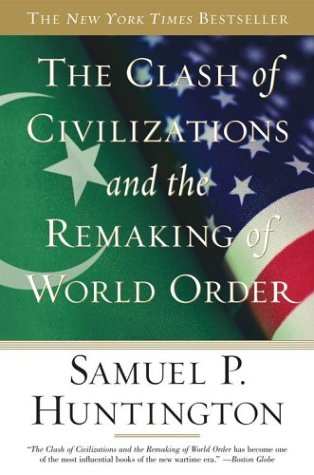 THE NEW YORK TIMES BESTSELLER
THE CLASH of
CIVILIZATIONS
and the
REMAKING of
WORLD ORDER
SAMUEL P.
HUNTINGTON
"The Clash of Civilizations and the Remaking of World Order has become one
of the most influential books of the new wartime era." —Boston Globe